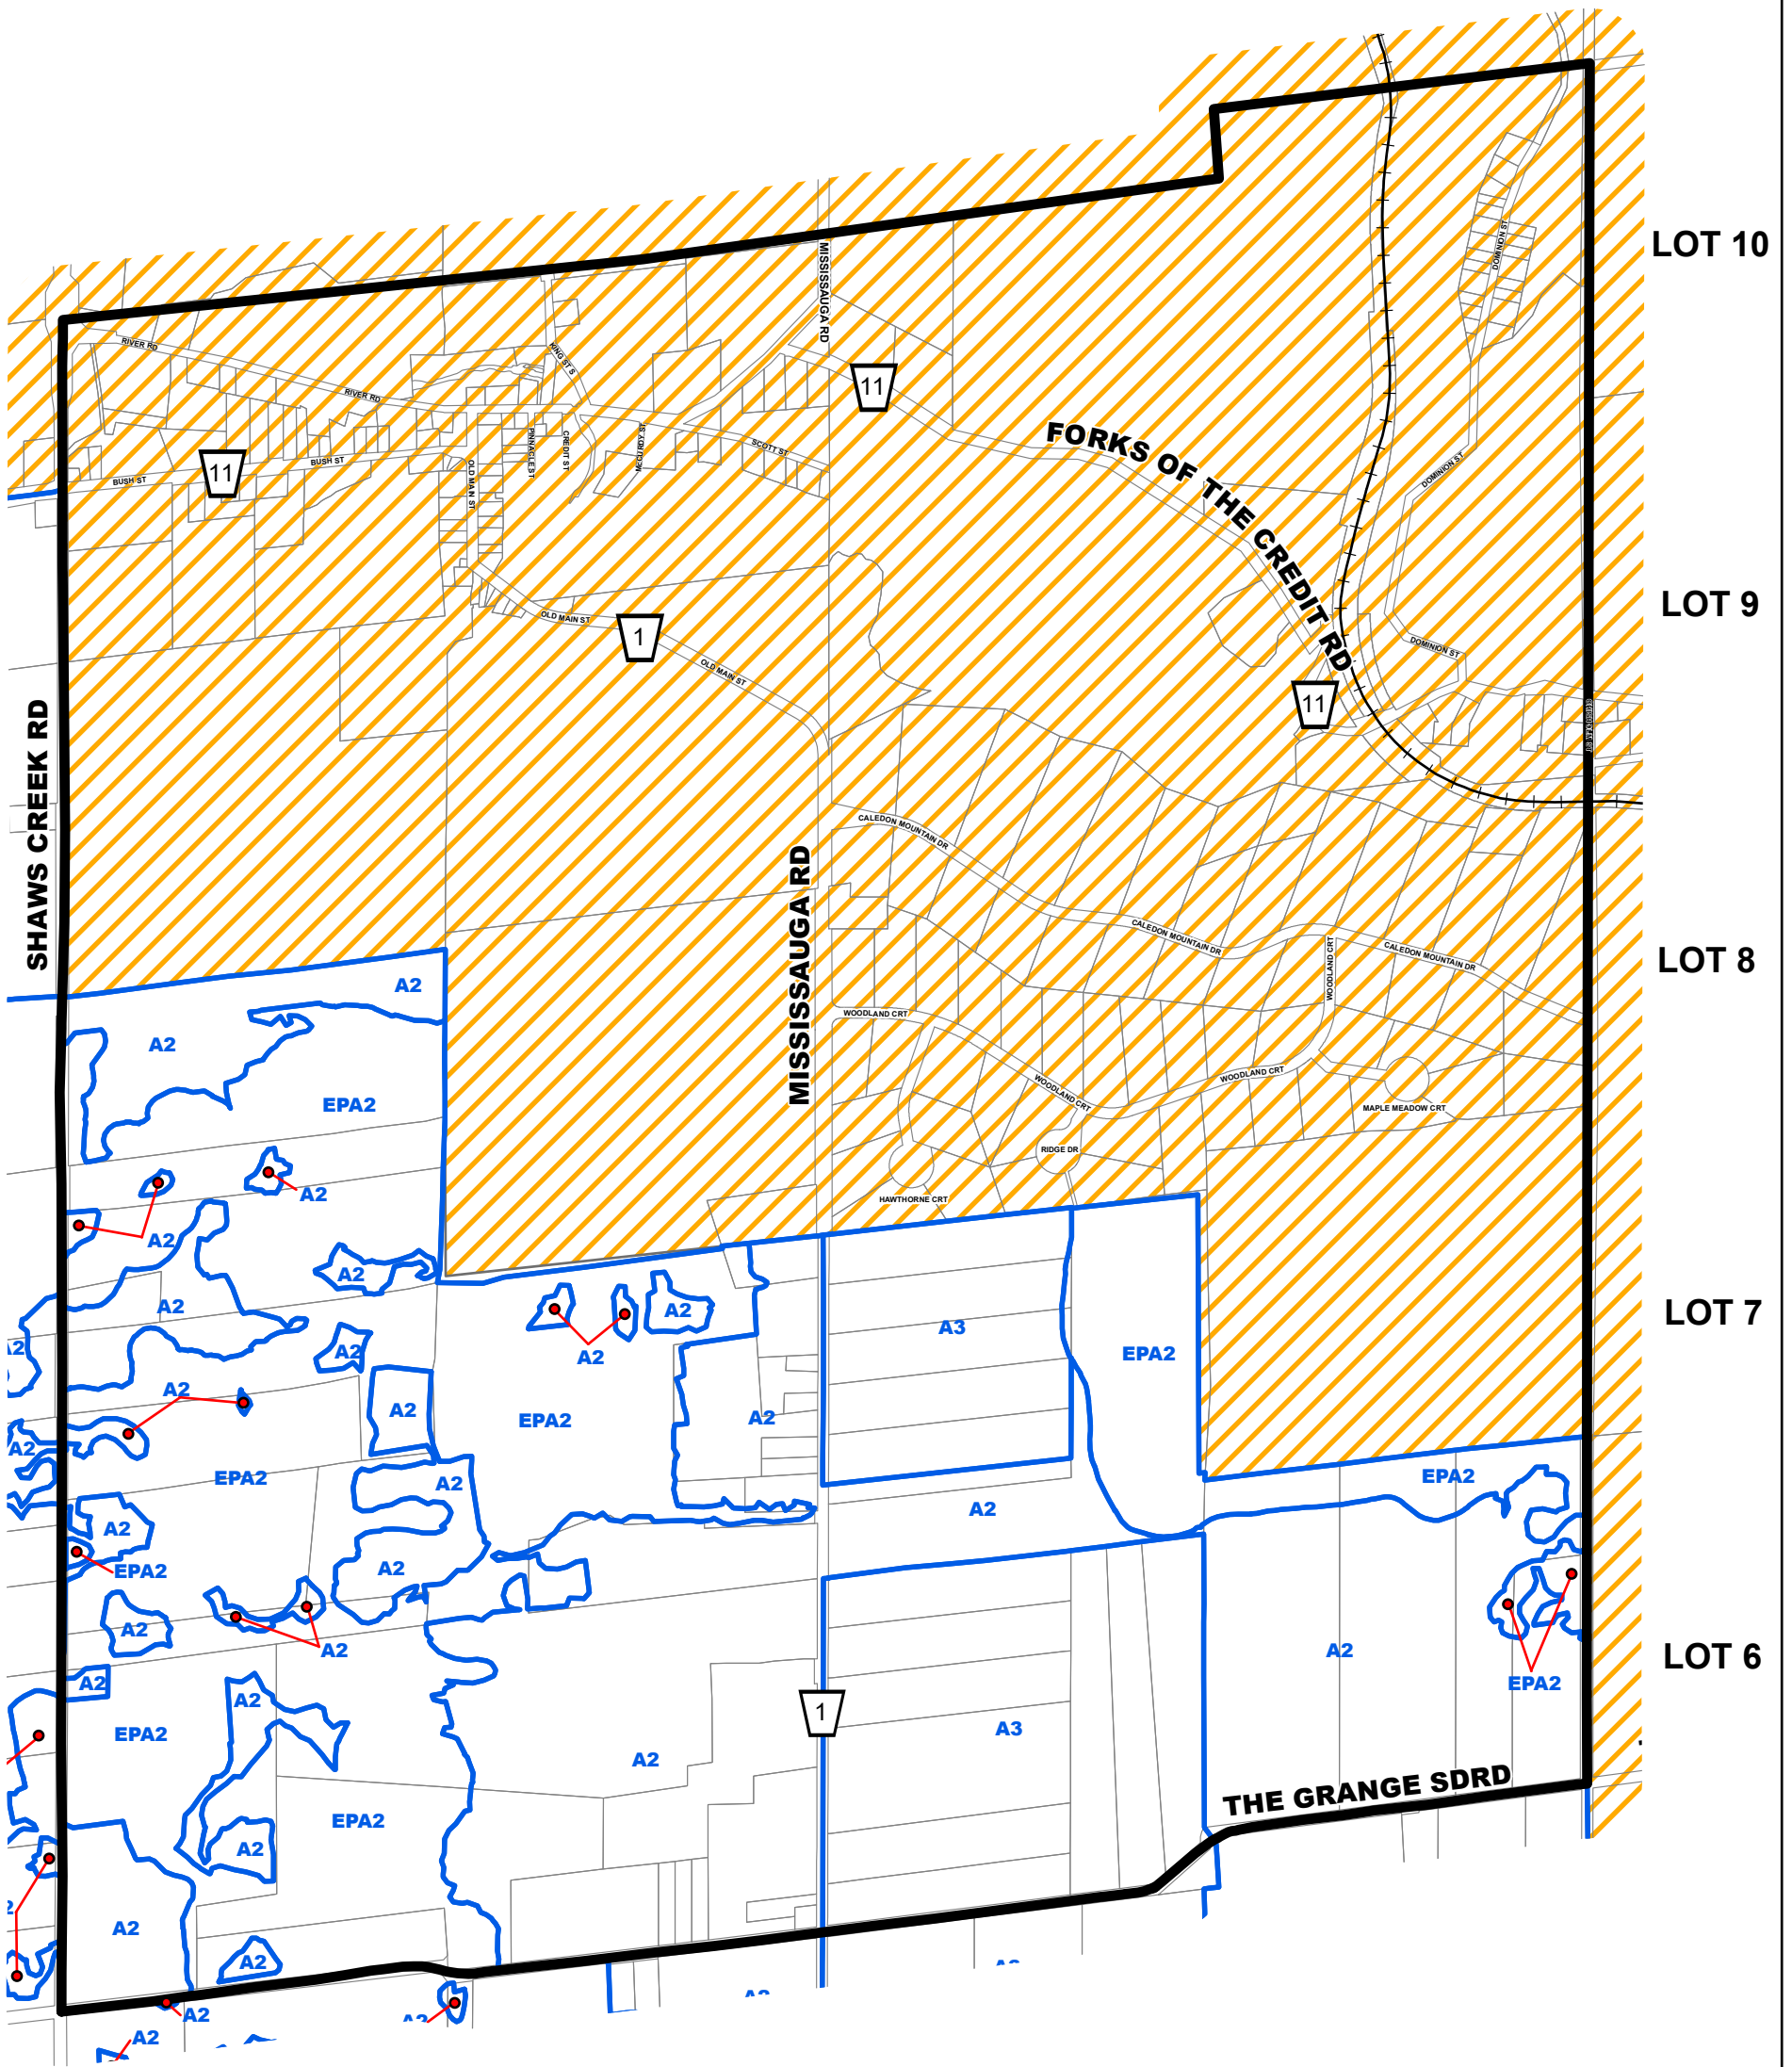 LOT 10
MISSISSAUGA RD
DOMINION ST
RIVER RD
KING ST S
11
RIVER RD
FORKS OF THE CREDIT RD
PINNACLE ST
CREDIT ST
MCCURDY ST
SCOTT ST
BUSH ST
11
BUSH ST
OLD MAIN ST
DOMINION ST
LOT 9
OLD MAIN ST
1
OLD MAIN ST
DOMINION ST
11
SHAWS CREEK RD
MISSISSAUGA RD
CALEDON MOUNTAIN DR
CALEDON MOUNTAIN DR
CALEDON MOUNTAIN DR
WOODLAND CRT
LOT 8
A2
WOODLAND CRT
A2
WOODLAND CRT
WOODLAND CRT
EPA2
MAPLE MEADOW CRT
RIDGE DR
HAWTHORNE CRT
A2
A2
A2
A2
A2
A3
LOT 7
A2
A2
A2
EPA2
A2
A2
EPA2
A2
A2
EPA2
A2
EPA2
A2
A2
A2
EPA2
A2
A2
A2
A2
LOT 6
A2
EPA2
A2
EPA2
A3
A2
EPA2
THE GRANGE SDRD
A2
A2
A2
A2
A2